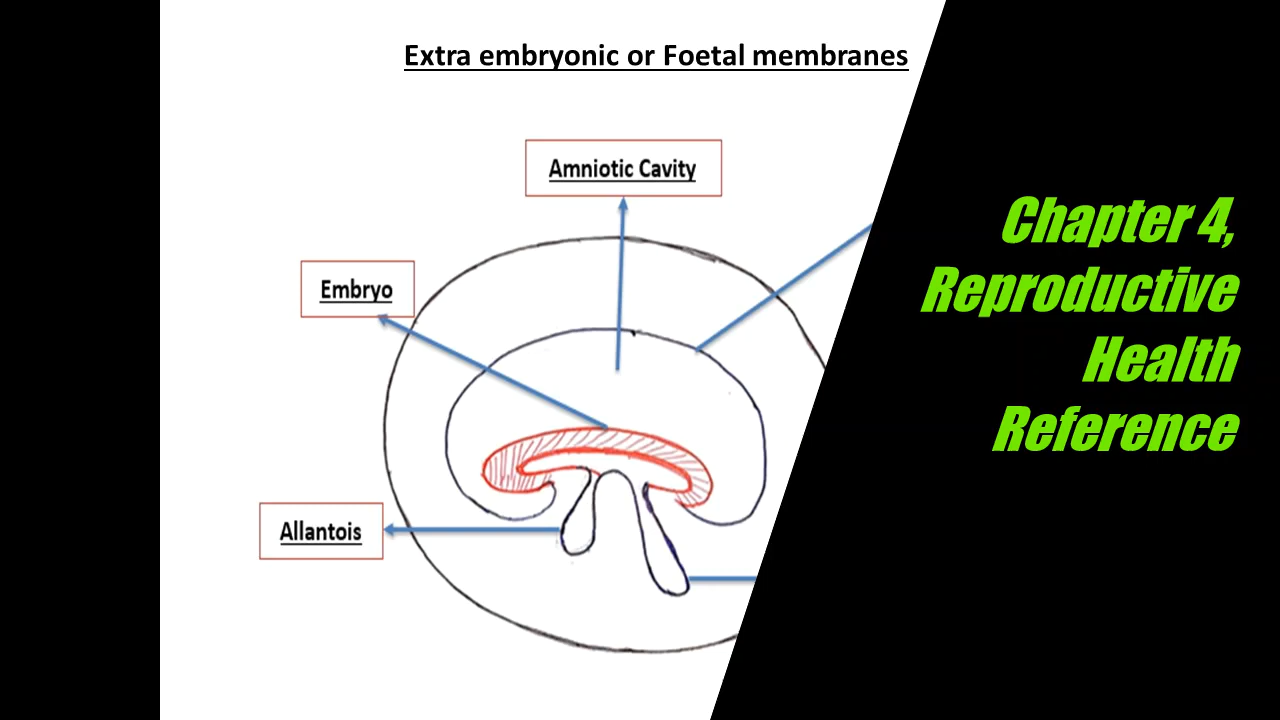 Extra embryonic or Foetal membranes
Amniotic Cavity
Embryo
Allantois
Chapter 4,
Reproductive
Health
Reference